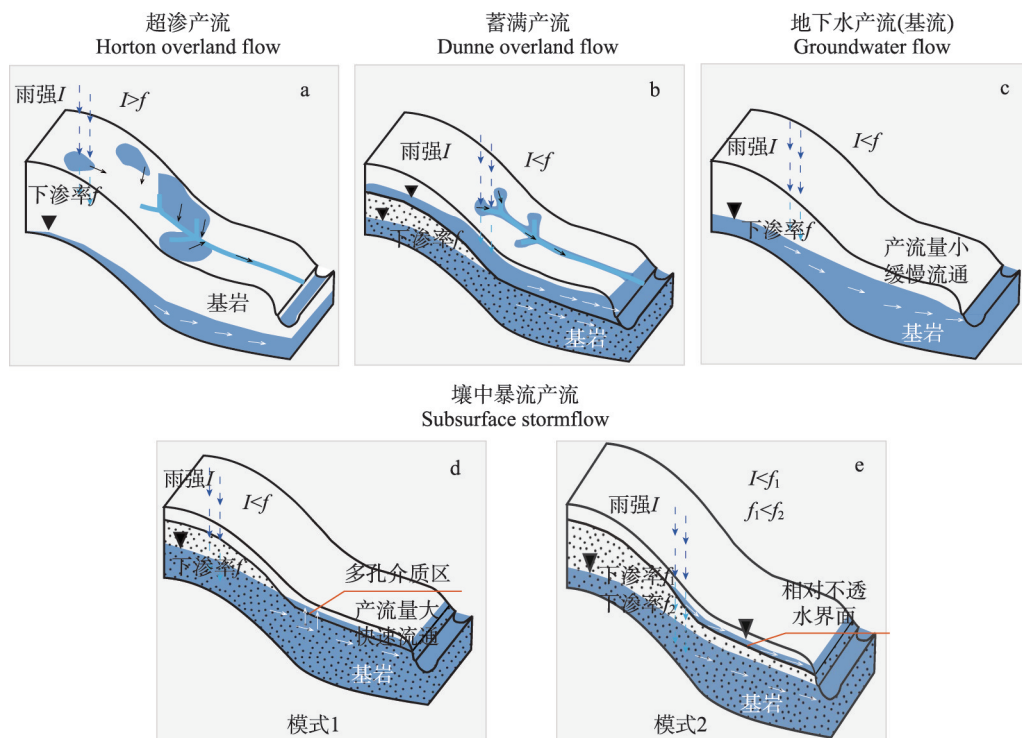 超渗产流
Horton overland flow
蓄满产流
Dunne overland flow
地下水产流(基流)
Groundwater flow
a
雨强I
I>f
下渗率f
基岩
b
雨强I
I<f
下渗率f
基岩
c
雨强I
I<f
下渗率f
产流量小
缓慢流通
基岩
壤中暴流产流
Subsurface stormflow
d
雨强I
I<f
下渗率f
多孔介质区
产流量大
快速流通
基岩
模式1
e
I<f₁
f₁<f₂
雨强I
下渗率f₁
下渗率f₂
相对不透
水界面
基岩
模式2